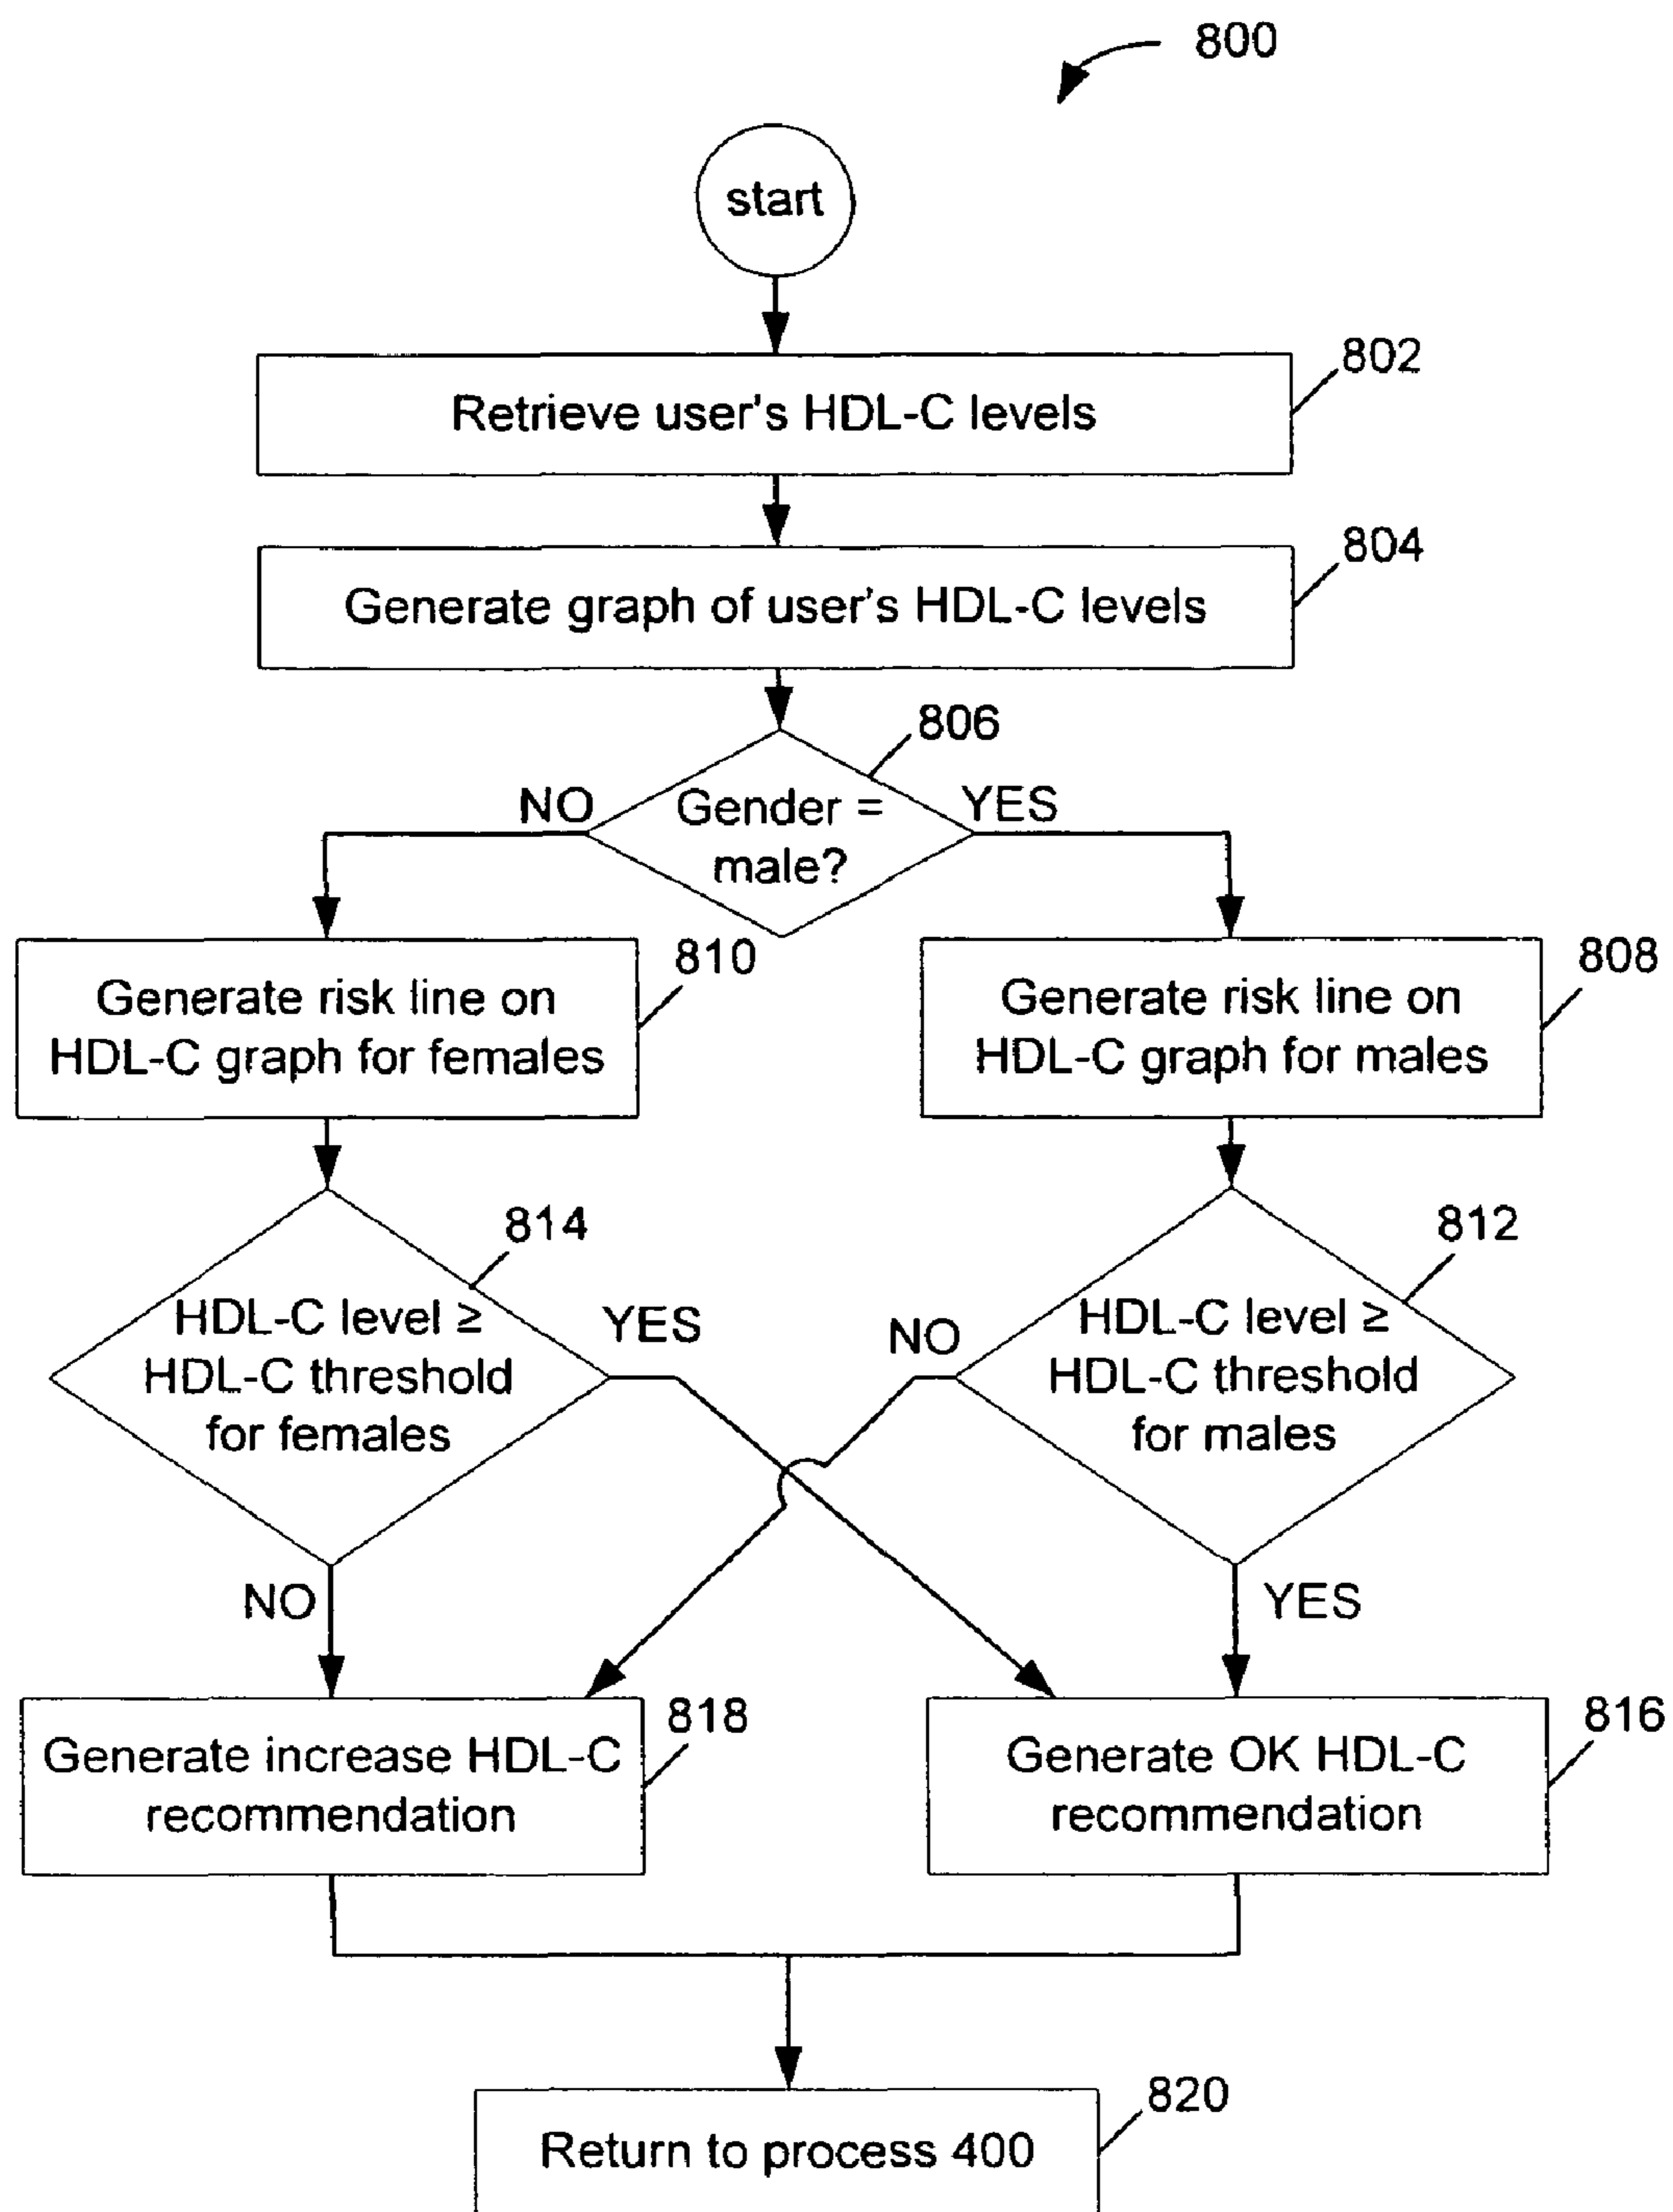 800
start
802
Retrieve user's HDL-C levels
804
Generate graph of user's HDL-C levels
806
NO
Gender =
male?
YES
810
Generate risk line on
HDL-C graph for females
808
Generate risk line on
HDL-C graph for males
814
HDL-C level ≥
HDL-C threshold
for females
YES
NO
812
HDL-C level ≥
HDL-C threshold
for males
NO
YES
818
Generate increase HDL-C
recommendation
816
Generate OK HDL-C
recommendation
820
Return to process 400